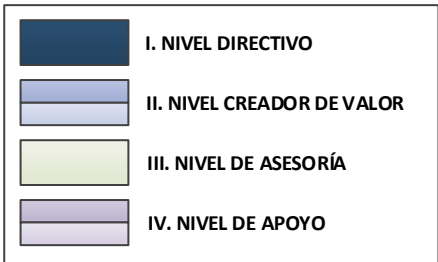 I. NIVEL DIRECTIVO
II. NIVEL CREADOR DE VALOR
III. NIVEL DE ASESORÍA
IV. NIVEL DE APOYO